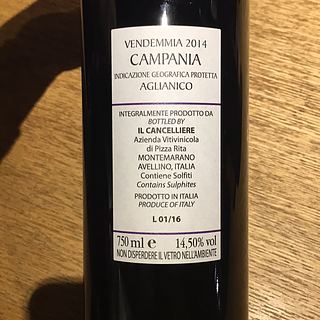 VENDEMMIA 2014
CAMPANIA
INDICAZIONE GEOGRAFICA PROTETTA
AGLIANICO
INTEGRALMENTE PRODOTTO DA
BOTTLED BY
IL CANCELLIERE
Azienda Vitivinicola
di Pizza Rita
MONTEMARANO
AVELLINO, ITALIA
Contiene Solfiti
Contains Sulphites
PRODOTTO IN ITALIA
PRODUCE OF ITALY
L 01/16
750 ml e 14,50% vol
NON DISPERDERE IL VETRO NELL'AMBIENTE